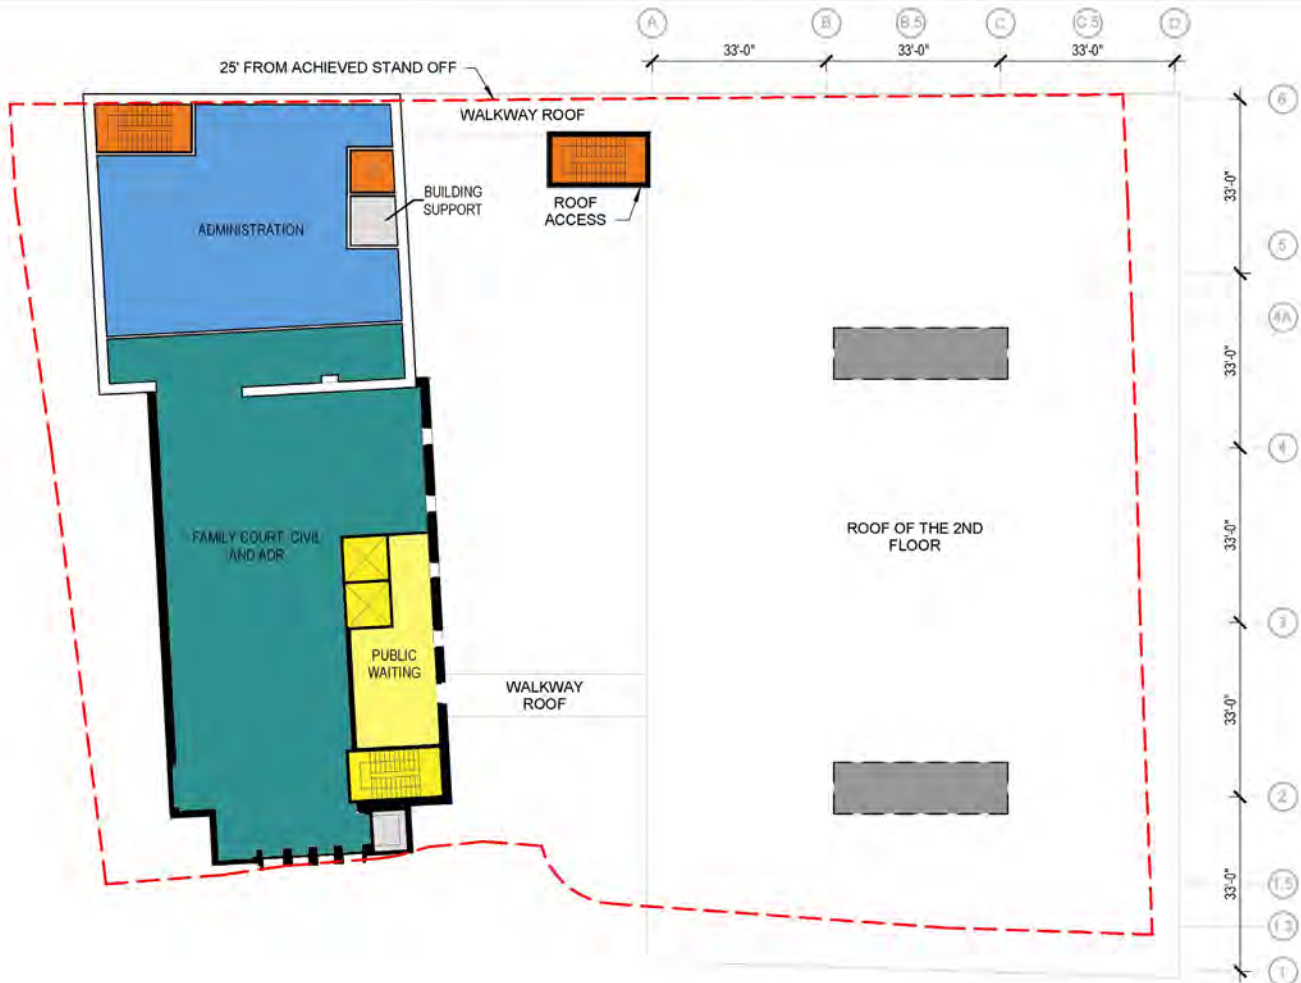 A
B
B.5
C
C.5
D
33'-0"
33'-0"
33'-0"
25' FROM ACHIEVED STAND OFF
6
WALKWAY ROOF
33'-0"
BUILDING
SUPPORT
ROOF
ACCESS
ADMINISTRATION
5
4A
33'-0"
4
ROOF OF THE 2ND
FLOOR
33'-0"
FAMILY COURT, CIVIL
AND ADR
3
PUBLIC
WAITING
WALKWAY
ROOF
33'-0"
2
33'-0"
1.5
1.3
1